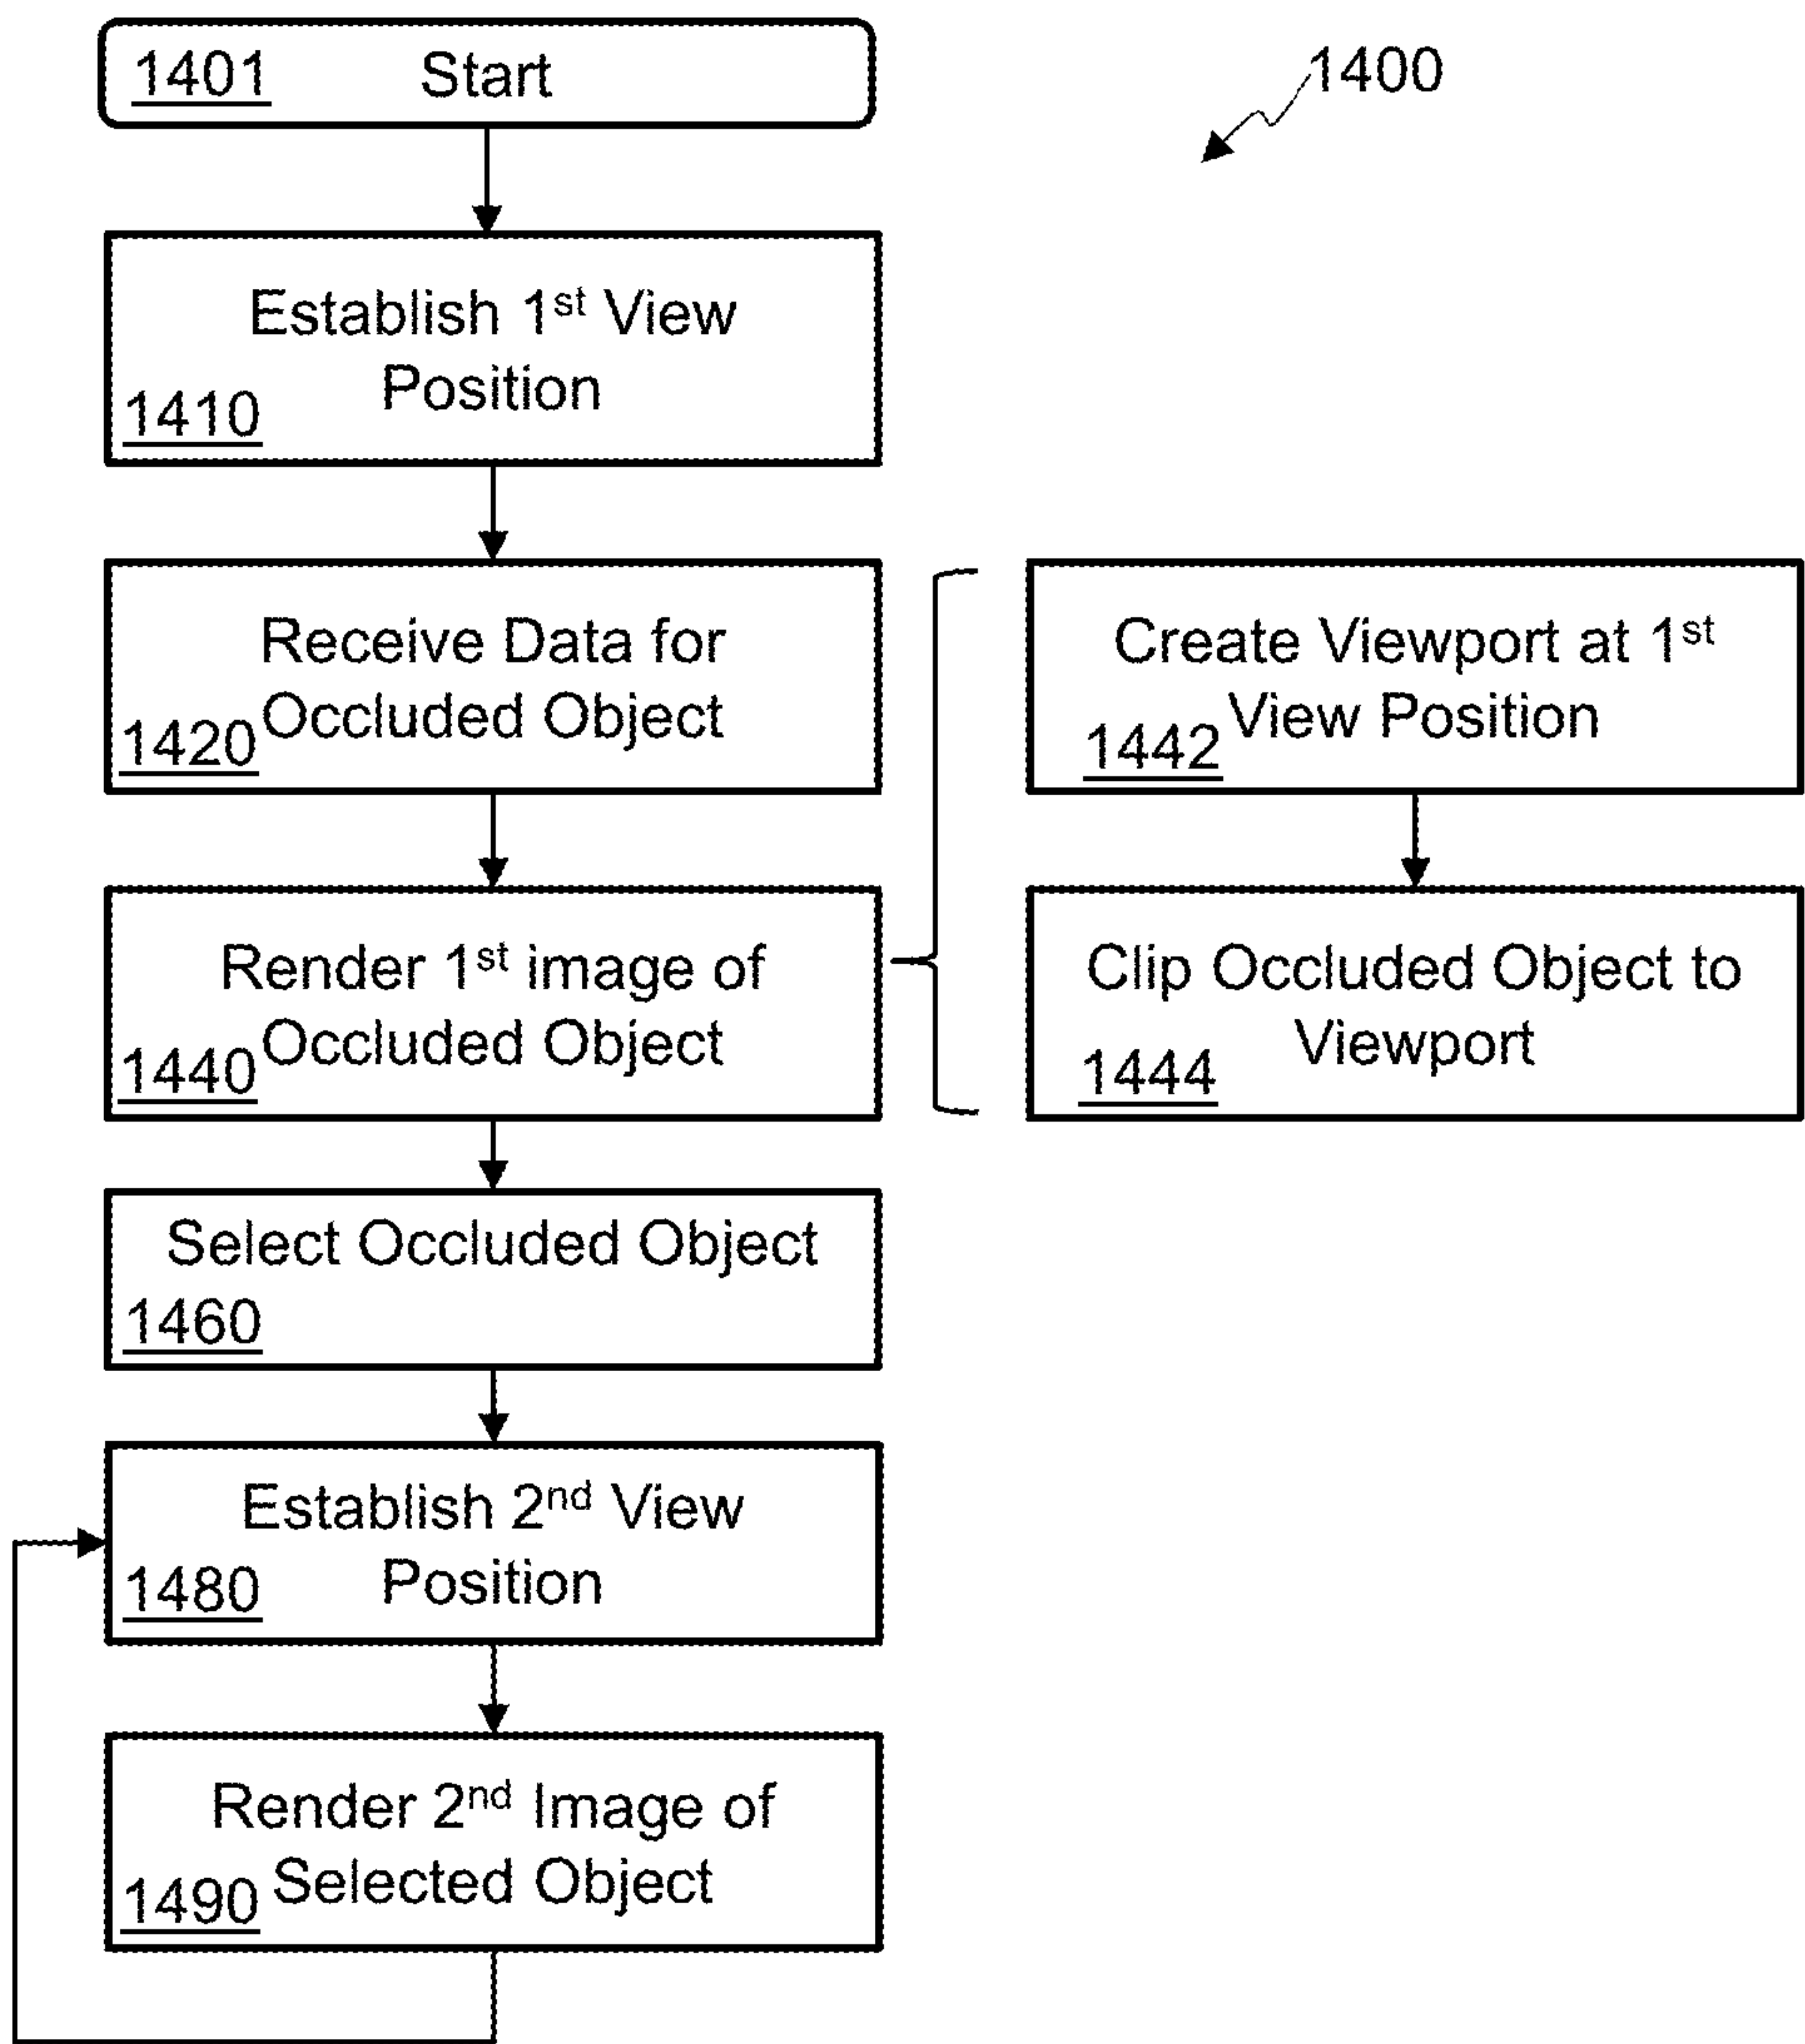 1401 Start
1400
Establish 1st View
Position
1410
Receive Data for
Occluded Object
1420
Create Viewport at 1st
View Position
1442
Render 1st image of
Occluded Object
1440
Clip Occluded Object to
Viewport
1444
Select Occluded Object
1460
Establish 2nd View
Position
1480
Render 2nd Image of
Selected Object
1490